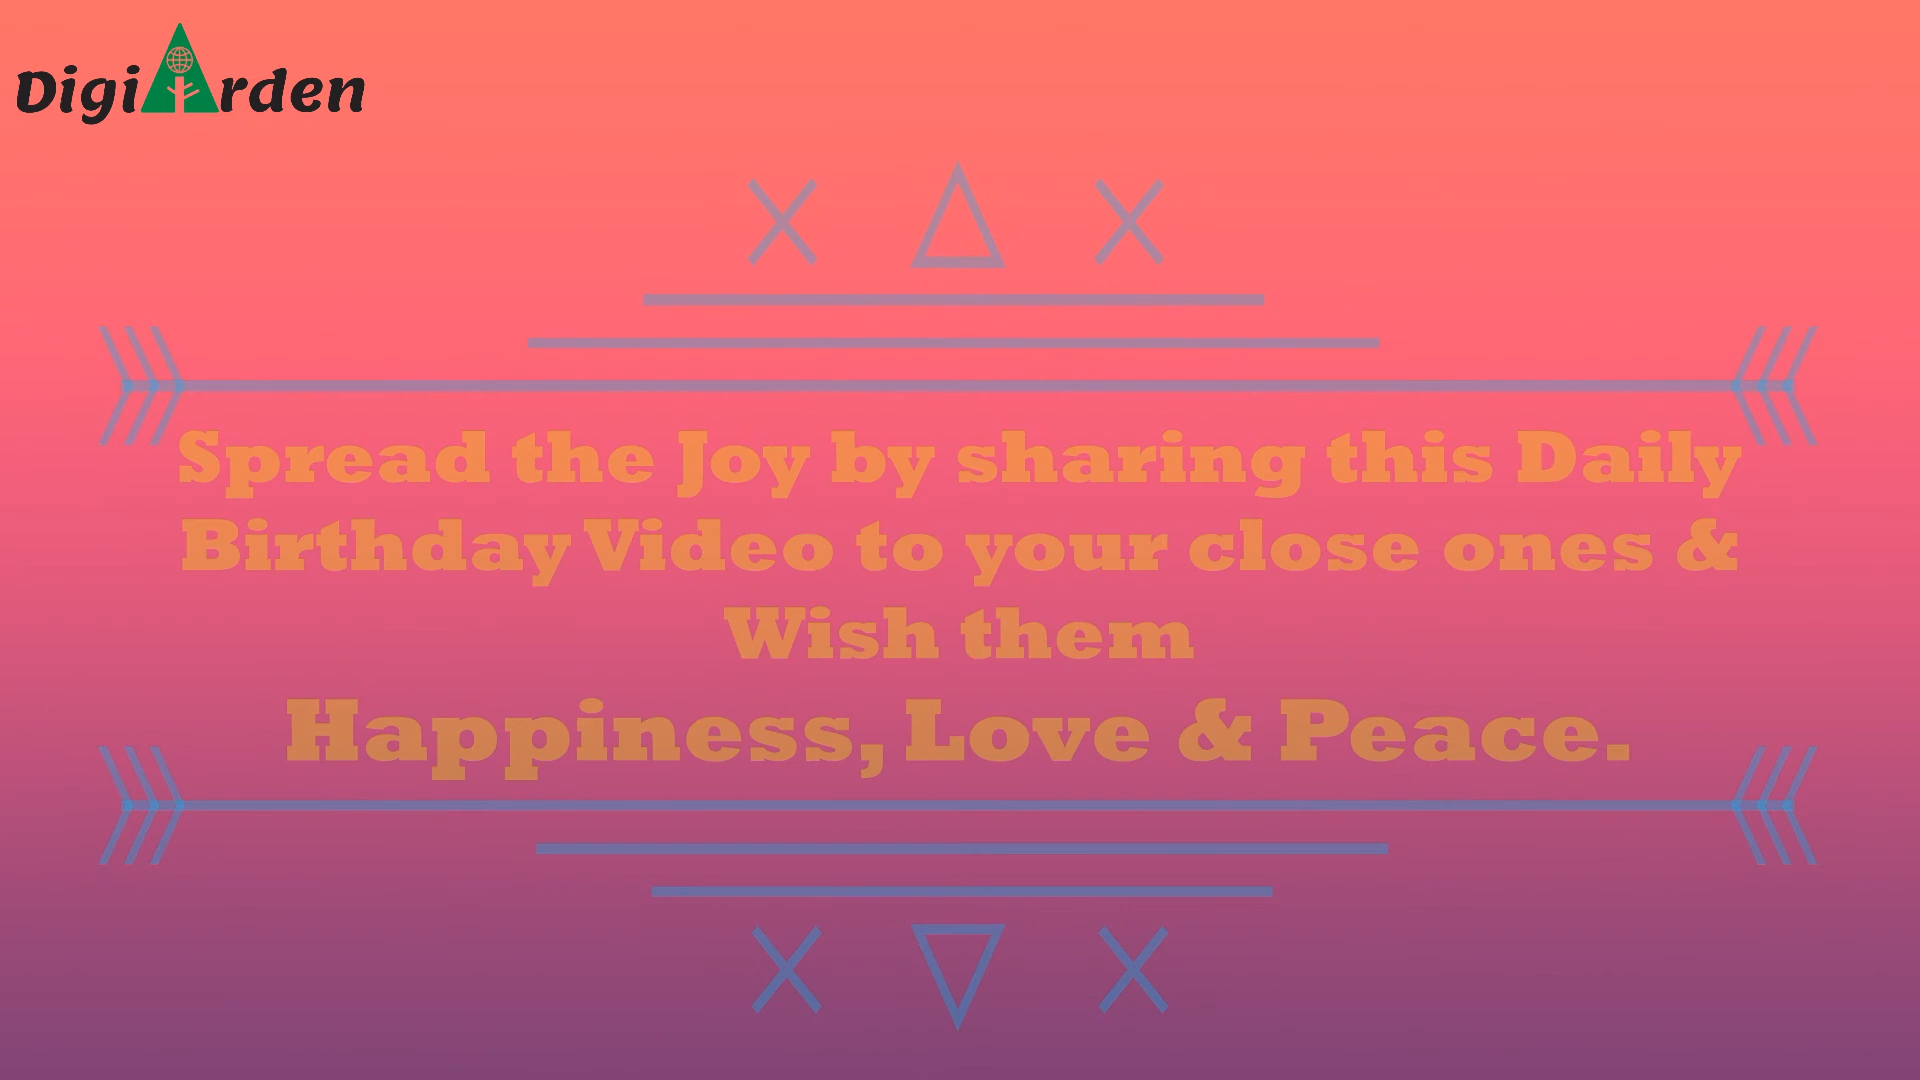 DigiArden
Spread the Joy by sharing this Daily
Birthday Video to your close ones &
Wish them
Happiness, Love & Peace.